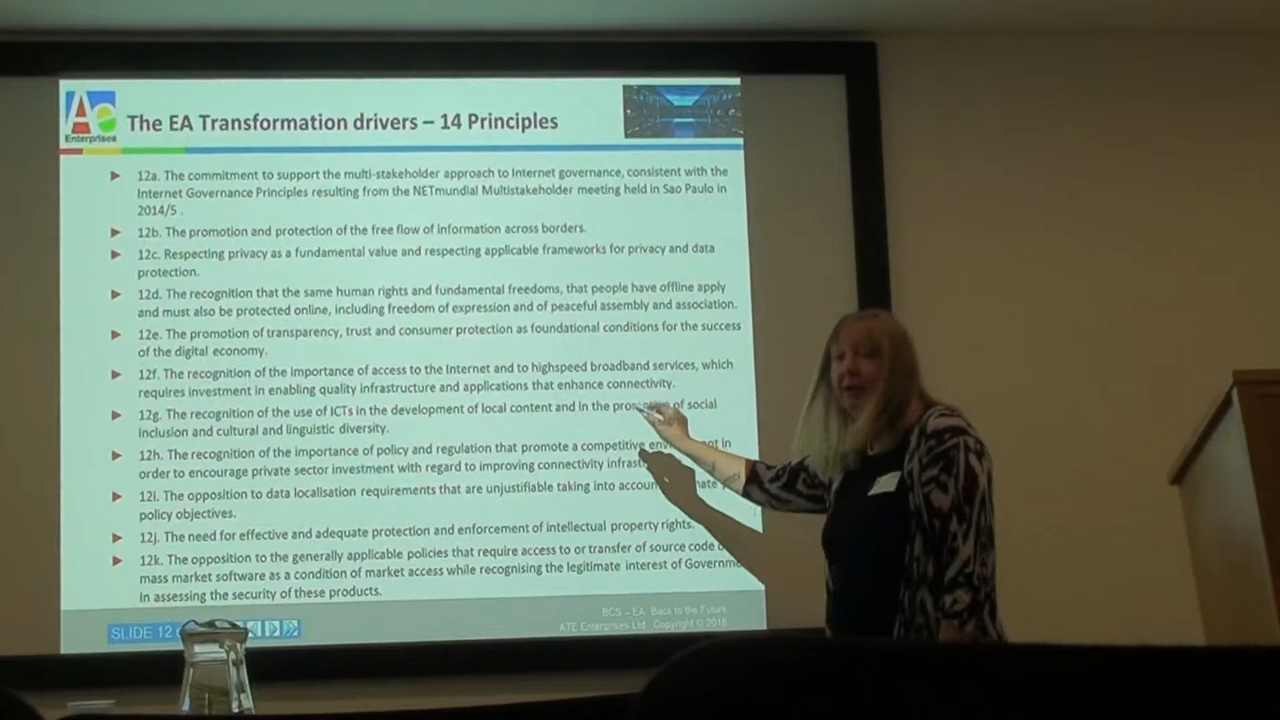 Ae
Enterprises
The EA Transformation drivers – 14 Principles
12a. The commitment to support the multi-stakeholder approach to Internet governance, consistent with the
Internet Governance Principles resulting from the NETmundial Multistakeholder meeting held in Sao Paulo in
2014/5 .
12b. The promotion and protection of the free flow of information across borders.
12c. Respecting privacy as a fundamental value and respecting applicable frameworks for privacy and data
protection.
12d. The recognition that the same human rights and fundamental freedoms, that people have offline apply
and must also be protected online, including freedom of expression and of peaceful assembly and association.
12e. The promotion of transparency, trust and consumer protection as foundational conditions for the success
of the digital economy.
12f. The recognition of the importance of access to the Internet and to highspeed broadband services, which
requires investment in enabling quality infrastructure and applications that enhance connectivity.
12g. The recognition of the use of ICTs in the development of local content and in the of social
inclusion and cultural and linguistic diversity.
12h. The recognition of the importance of policy and regulation that promote a competitive in
order to encourage private sector investment with regard to improving connectivity
12i. The opposition to data localisation requirements that are unjustifiable taking into
policy objectives.
12j. The need for effective and adequate protection and enforcement of intellectual property rights.
12k. The opposition to the generally applicable policies that require access to or transfer of source code
mass market software as a condition of market access while recognising the legitimate interest of
in assessing the security of these products.
SLIDE 12
BCS – EA: Back to the Future
ATE Enterprises Ltd Copyright © 2018